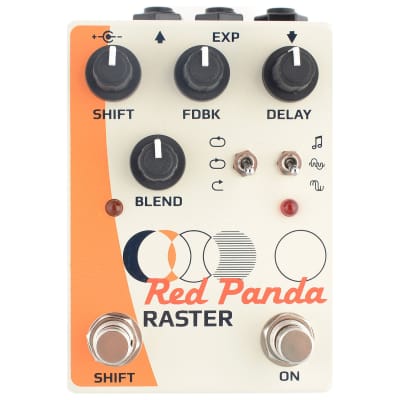 EXP
SHIFT FDBK DELAY
BLEND
Red Panda
RASTER
SHIFT ON